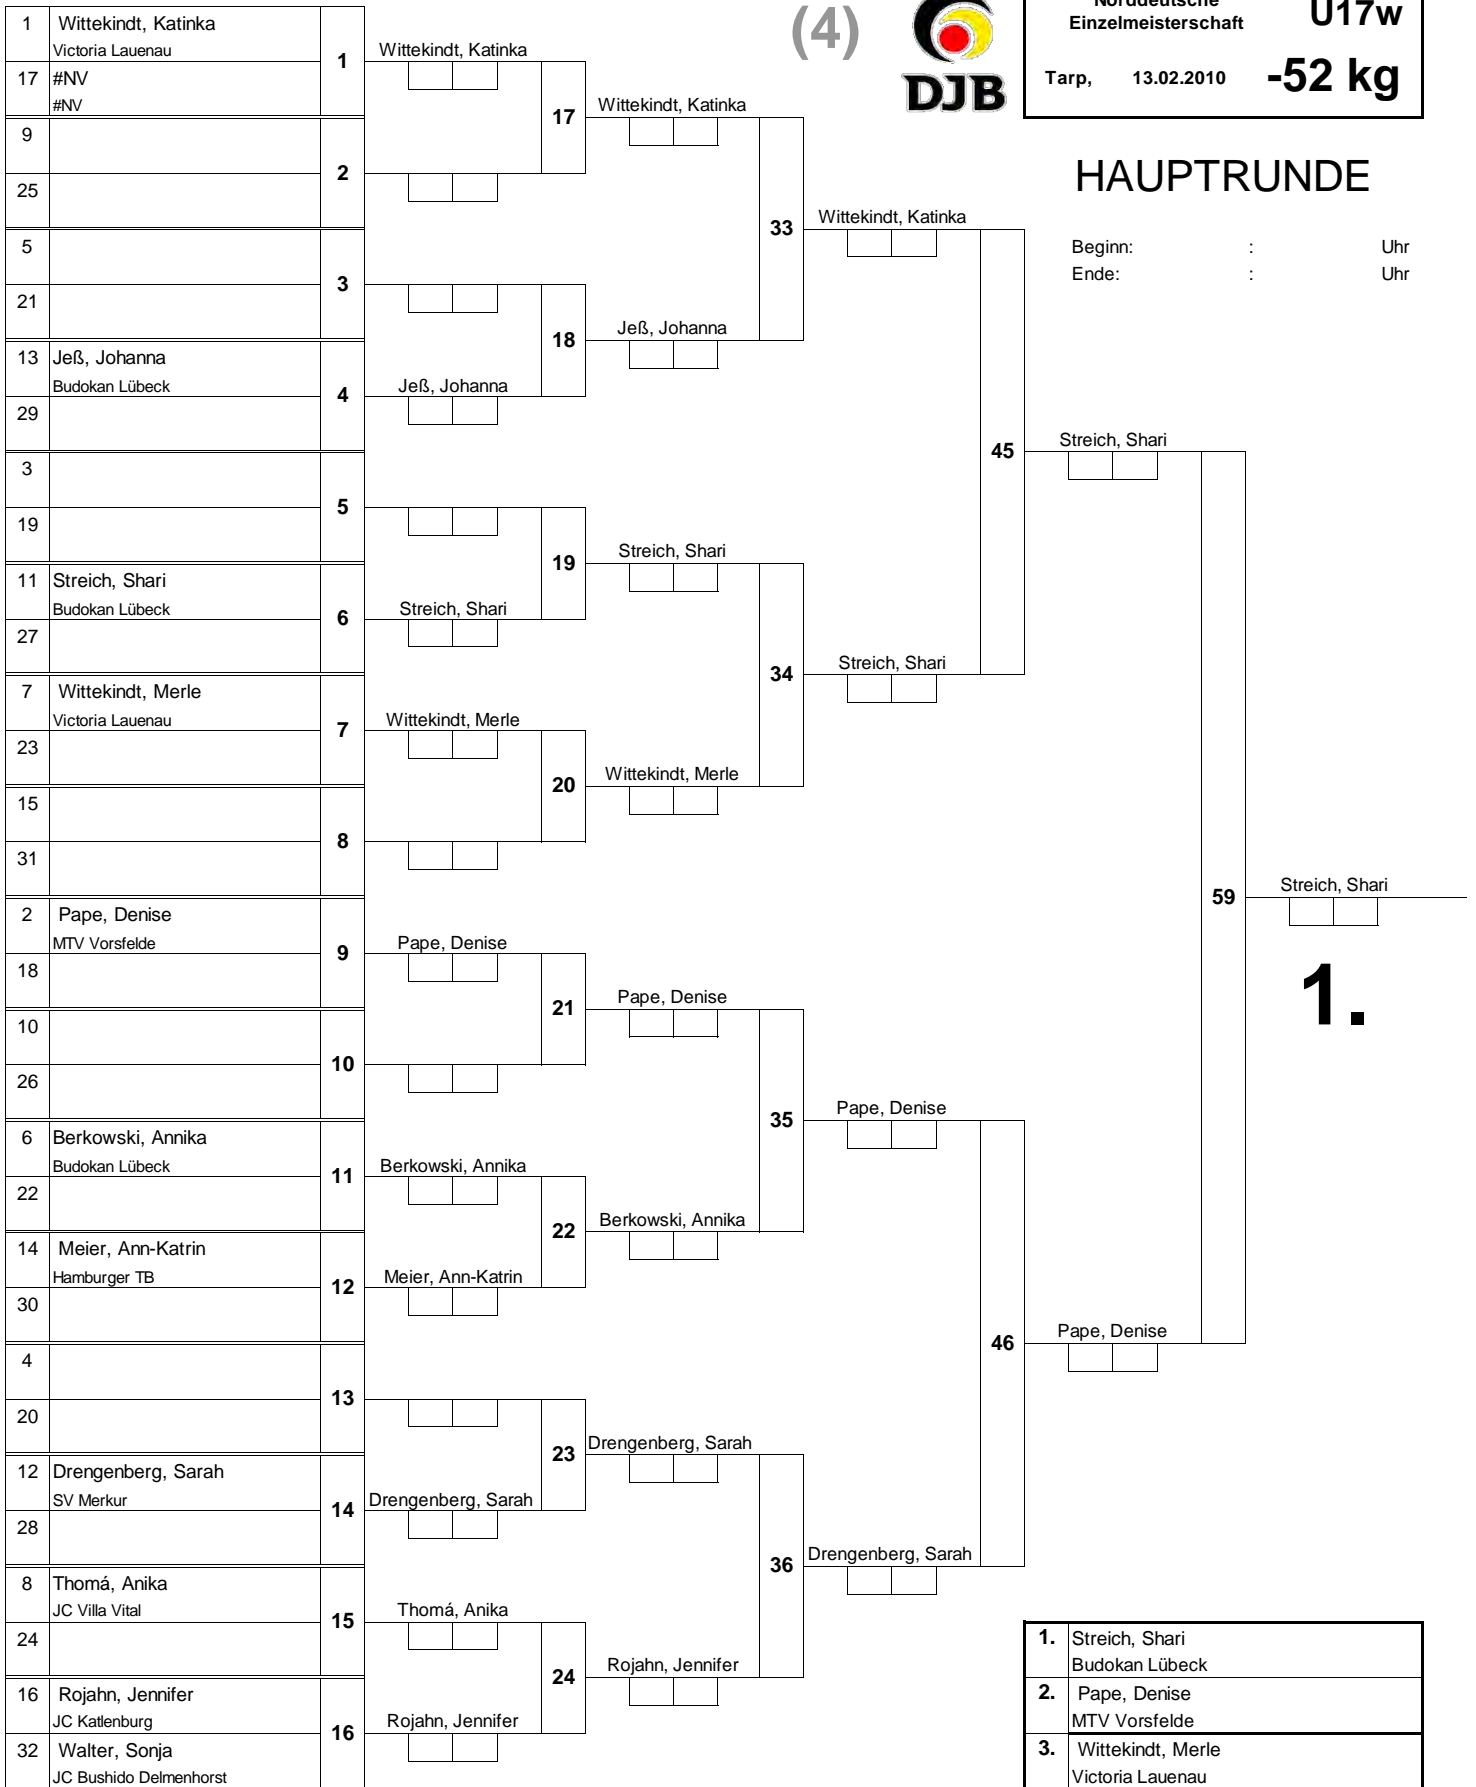 (4)
DJB
Norddeutsche
Einzelmeisterschaft
U17w
Tarp, 13.02.2010 -52 kg
HAUPTRUNDE
Beginn: : Uhr
Ende: : Uhr
1 Wittekindt, Katinka
Victoria Lauenau
17 #NV
#NV
1
9
25
2
5
21
3
13 Jeß, Johanna
Budokan Lübeck
29
4
3
19
5
11 Streich, Shari
Budokan Lübeck
27
6
7 Wittekindt, Merle
Victoria Lauenau
23
7
15
31
8
2 Pape, Denise
MTV Vorsfelde
18
9
10
26
10
6 Berkowski, Annika
Budokan Lübeck
22
11
14 Meier, Ann-Katrin
Hamburger TB
30
12
4
20
13
12 Drengenberg, Sarah
SV Merkur
28
14
8 Thomá, Anika
JC Villa Vital
24
15
16 Rojahn, Jennifer
JC Katlenburg
32 Walter, Sonja
JC Bushido Delmenhorst
16
Wittekindt, Katinka
17
Jeß, Johanna
18
Streich, Shari
19
Wittekindt, Merle
20
Pape, Denise
21
Berkowski, Annika
22
Meier, Ann-Katrin
Drengenberg, Sarah
23
Thomá, Anika
24
Rojahn, Jennifer
Wittekindt, Katinka
33
Jeß, Johanna
Streich, Shari
34
Wittekindt, Merle
Pape, Denise
35
Berkowski, Annika
Drengenberg, Sarah
36
Rojahn, Jennifer
Wittekindt, Katinka
45
Streich, Shari
Pape, Denise
46
Drengenberg, Sarah
Streich, Shari
59
Pape, Denise
Streich, Shari
1.
1. Streich, Shari
Budokan Lübeck
2. Pape, Denise
MTV Vorsfelde
3. Wittekindt, Merle
Victoria Lauenau